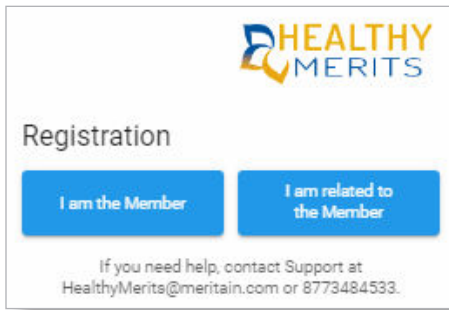 HEALTHY
MERITS
Registration
I am the Member
I am related to
the Member
If you need help, contact Support at
HealthyMerits@meritain.com or 8773484533.